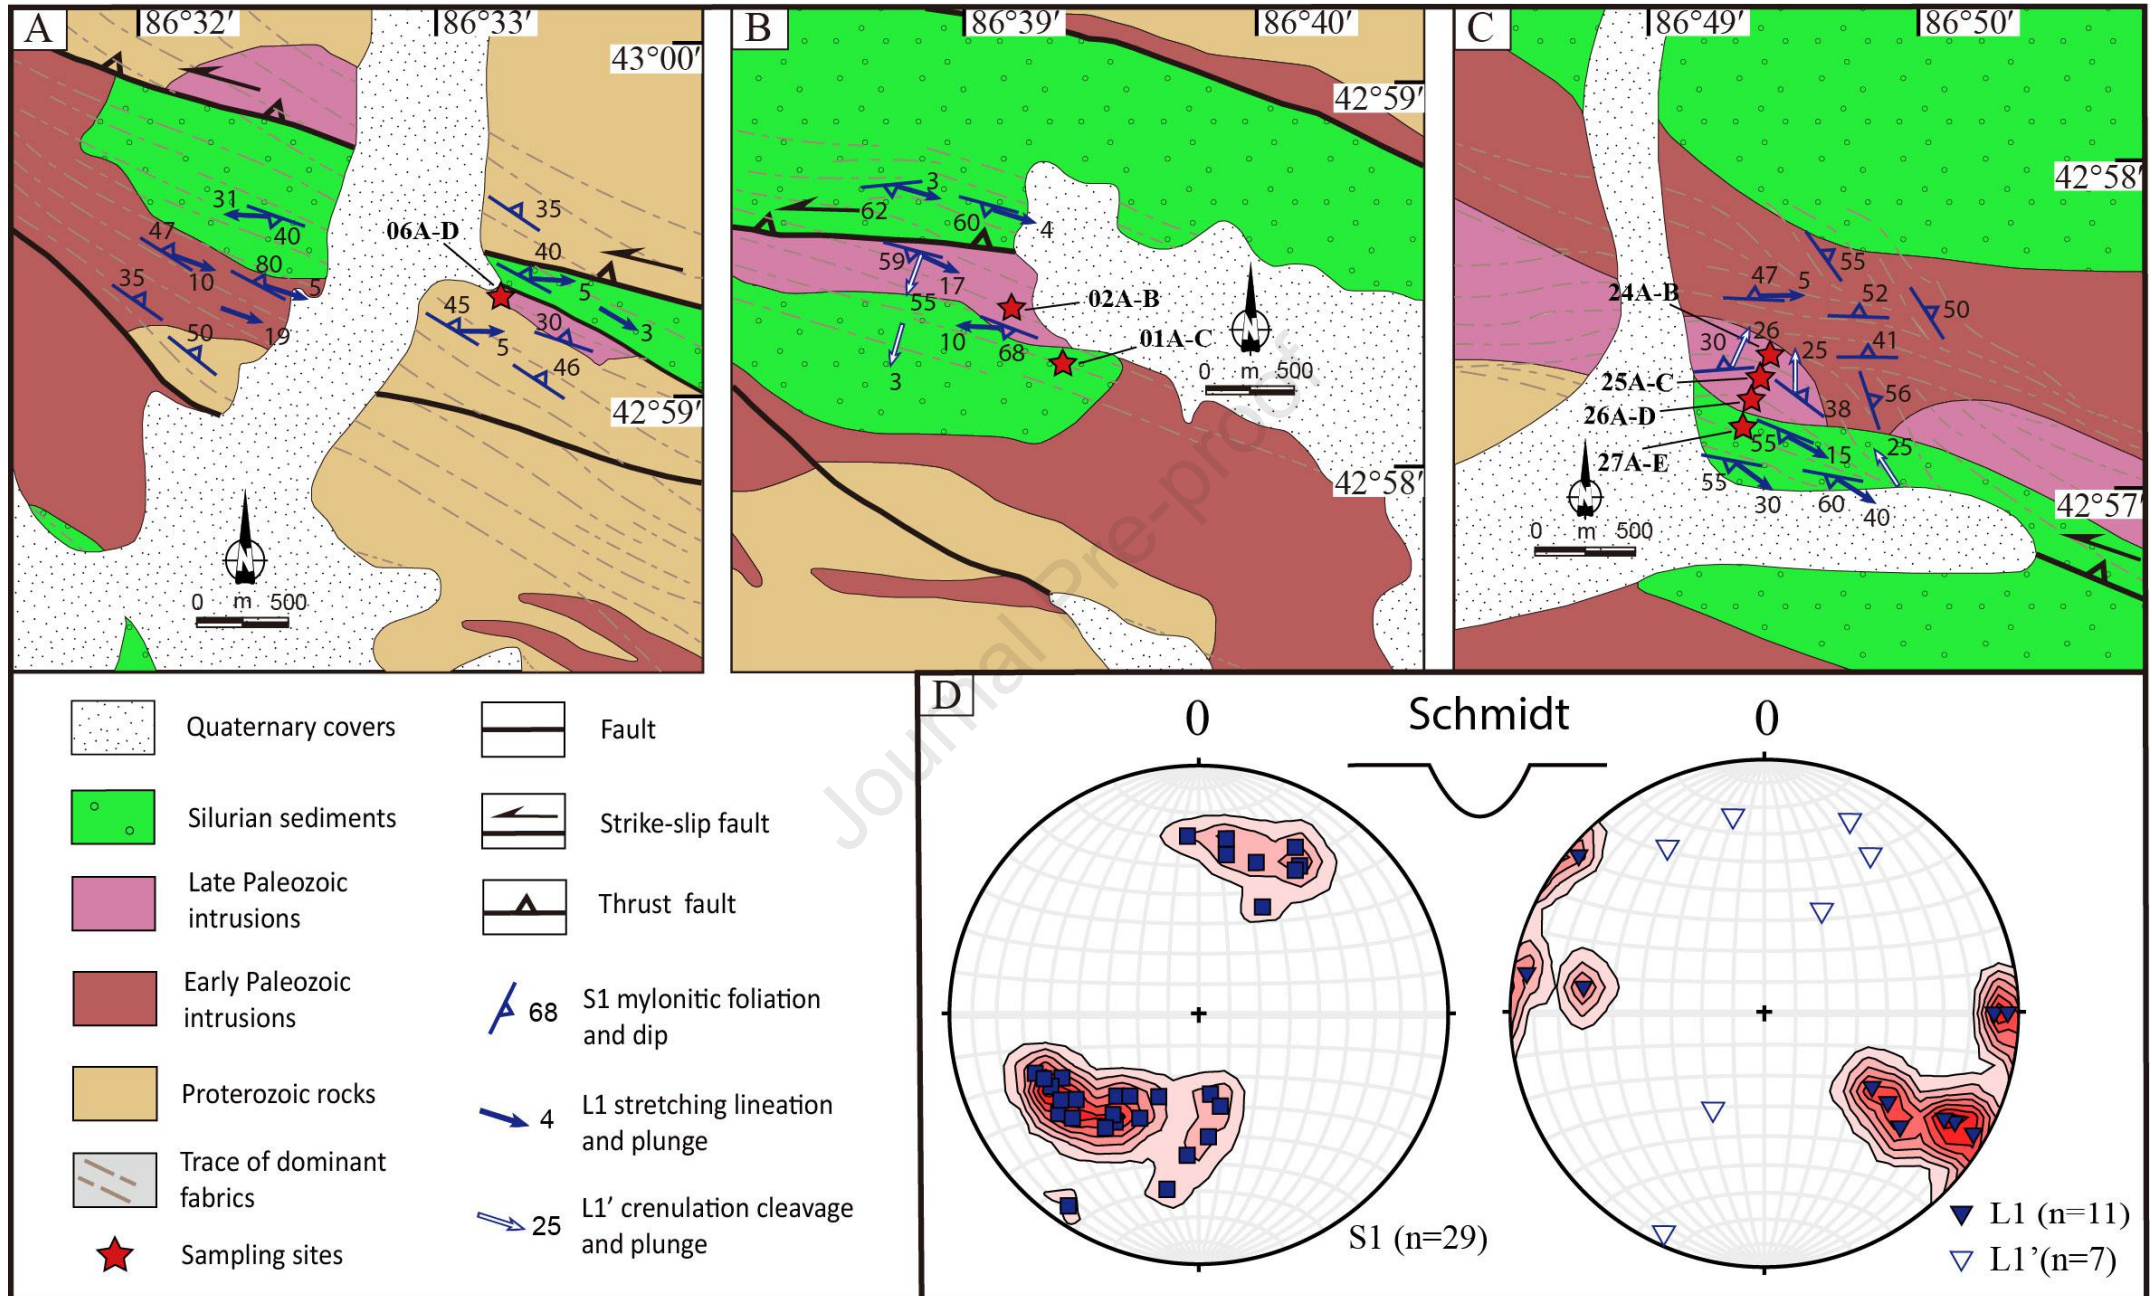 A
86°32′
86°33′
43°00′
31
40
47
10
80
5
35
19
50
06A-D
35
40
5
45
5
30
3
46
42°59′
0 m 500
B
86°39′
86°40′
42°59′
3
62
60
4
59
17
55
02A-B
10
68
01A-C
3
0 m 500
42°58′
C
86°49′
86°50′
42°58′
55
47
5
24A-B
52
50
26
30
25
41
25A-C
38
56
26A-D
55
15
25
27A-E
55
30
60
40
42°57′
0 m 500
Journal Pre-proof
Quaternary covers
Silurian sediments
Late Paleozoic
intrusions
Early Paleozoic
intrusions
Proterozoic rocks
Trace of dominant
fabrics
Sampling sites
Fault
Strike-slip fault
Thrust fault
68
S1 mylonitic foliation
and dip
4
L1 stretching lineation
and plunge
25
L1’ crenulation cleavage
and plunge
D
0
Schmidt
0
S1 (n=29)
L1 (n=11)
L1’(n=7)